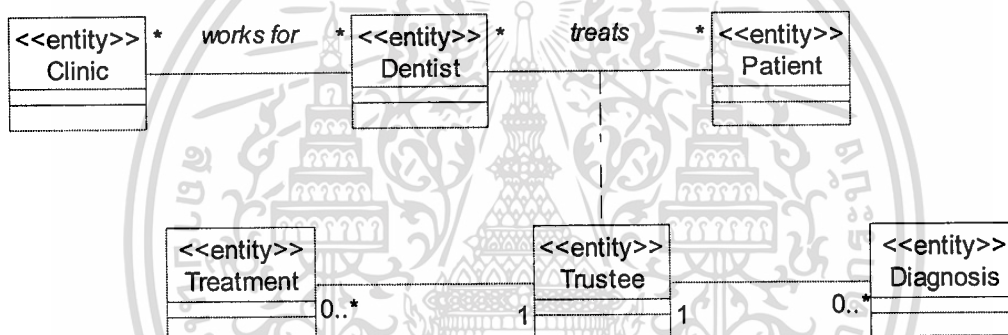 <<entity>>
Clinic
*
works for
*
<<entity>>
Dentist
*
treats
*
<<entity>>
Patient
<<entity>>
Treatment
0..*
1
<<entity>>
Trustee
1
0..*
<<entity>>
Diagnosis